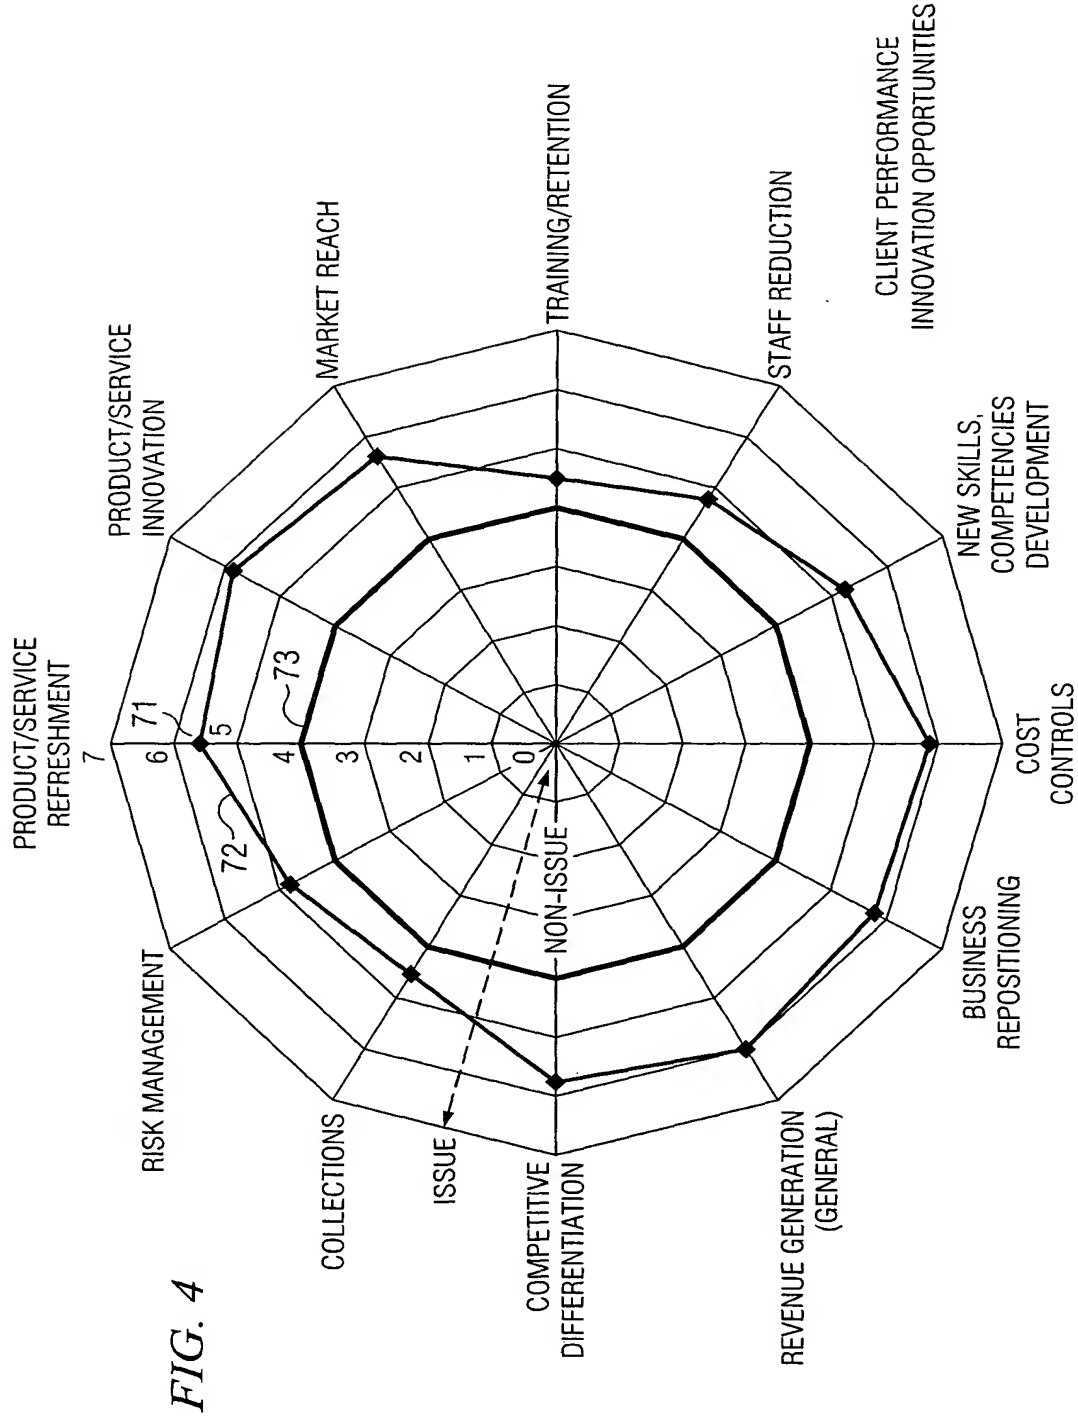 FIG. 4
PRODUCT/SERVICE
REFRESHMENT
PRODUCT/SERVICE
INNOVATION
MARKET REACH
TRAINING/RETENTION
STAFF REDUCTION
NEW SKILLS,
COMPETENCIES
DEVELOPMENT
COST
CONTROLS
BUSINESS
REPOSITIONING
REVENUE GENERATION
(GENERAL)
COMPETITIVE
DIFFERENTIATION
ISSUE
COLLECTIONS
RISK MANAGEMENT
7
6
5
4
3
2
1
0
71
72
73
NON-ISSUE
CLIENT PERFORMANCE
INNOVATION OPPORTUNITIES